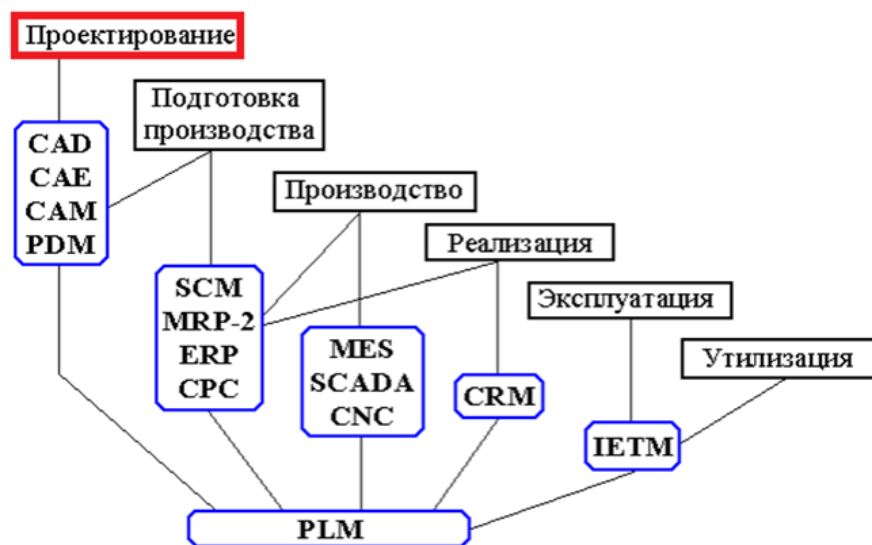 Проектирование
Подготовка
производства
CAD
CAE
CAM
PDM
Производство
Реализация
SCM
MRP-2
ERP
CPC
Эксплуатация
MES
SCADA
CNC
Утилизация
CRM
IETM
PLM